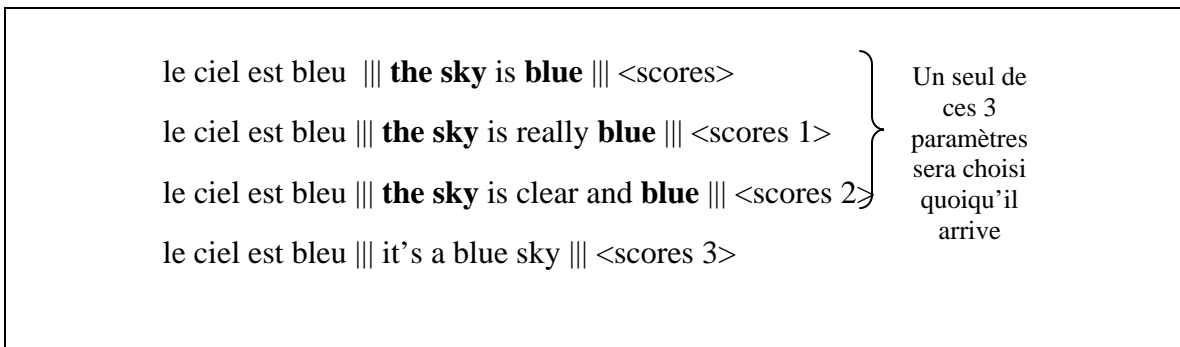 le ciel est bleu ||| the sky is blue ||| <scores>
le ciel est bleu ||| the sky is really blue ||| <scores 1>
le ciel est bleu ||| the sky is clear and blue ||| <scores 2>
le ciel est bleu ||| it’s a blue sky ||| <scores 3>
Un seul de
ces 3
paramètres
sera choisi
quoiqu’il
arrive